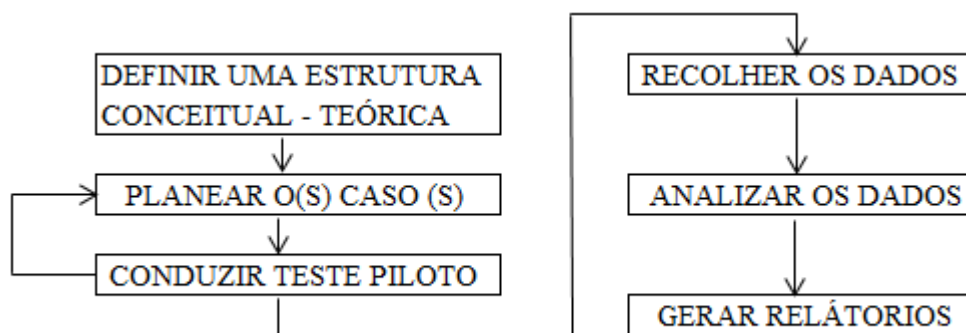 DEFINIR UMA ESTRUTURA
CONCEITUAL - TEÓRICA
PLANEAR O(S) CASO (S)
CONDUZIR TESTE PILOTO
RECOLHER OS DADOS
ANALIZAR OS DADOS
GERAR RELÁTORIOS